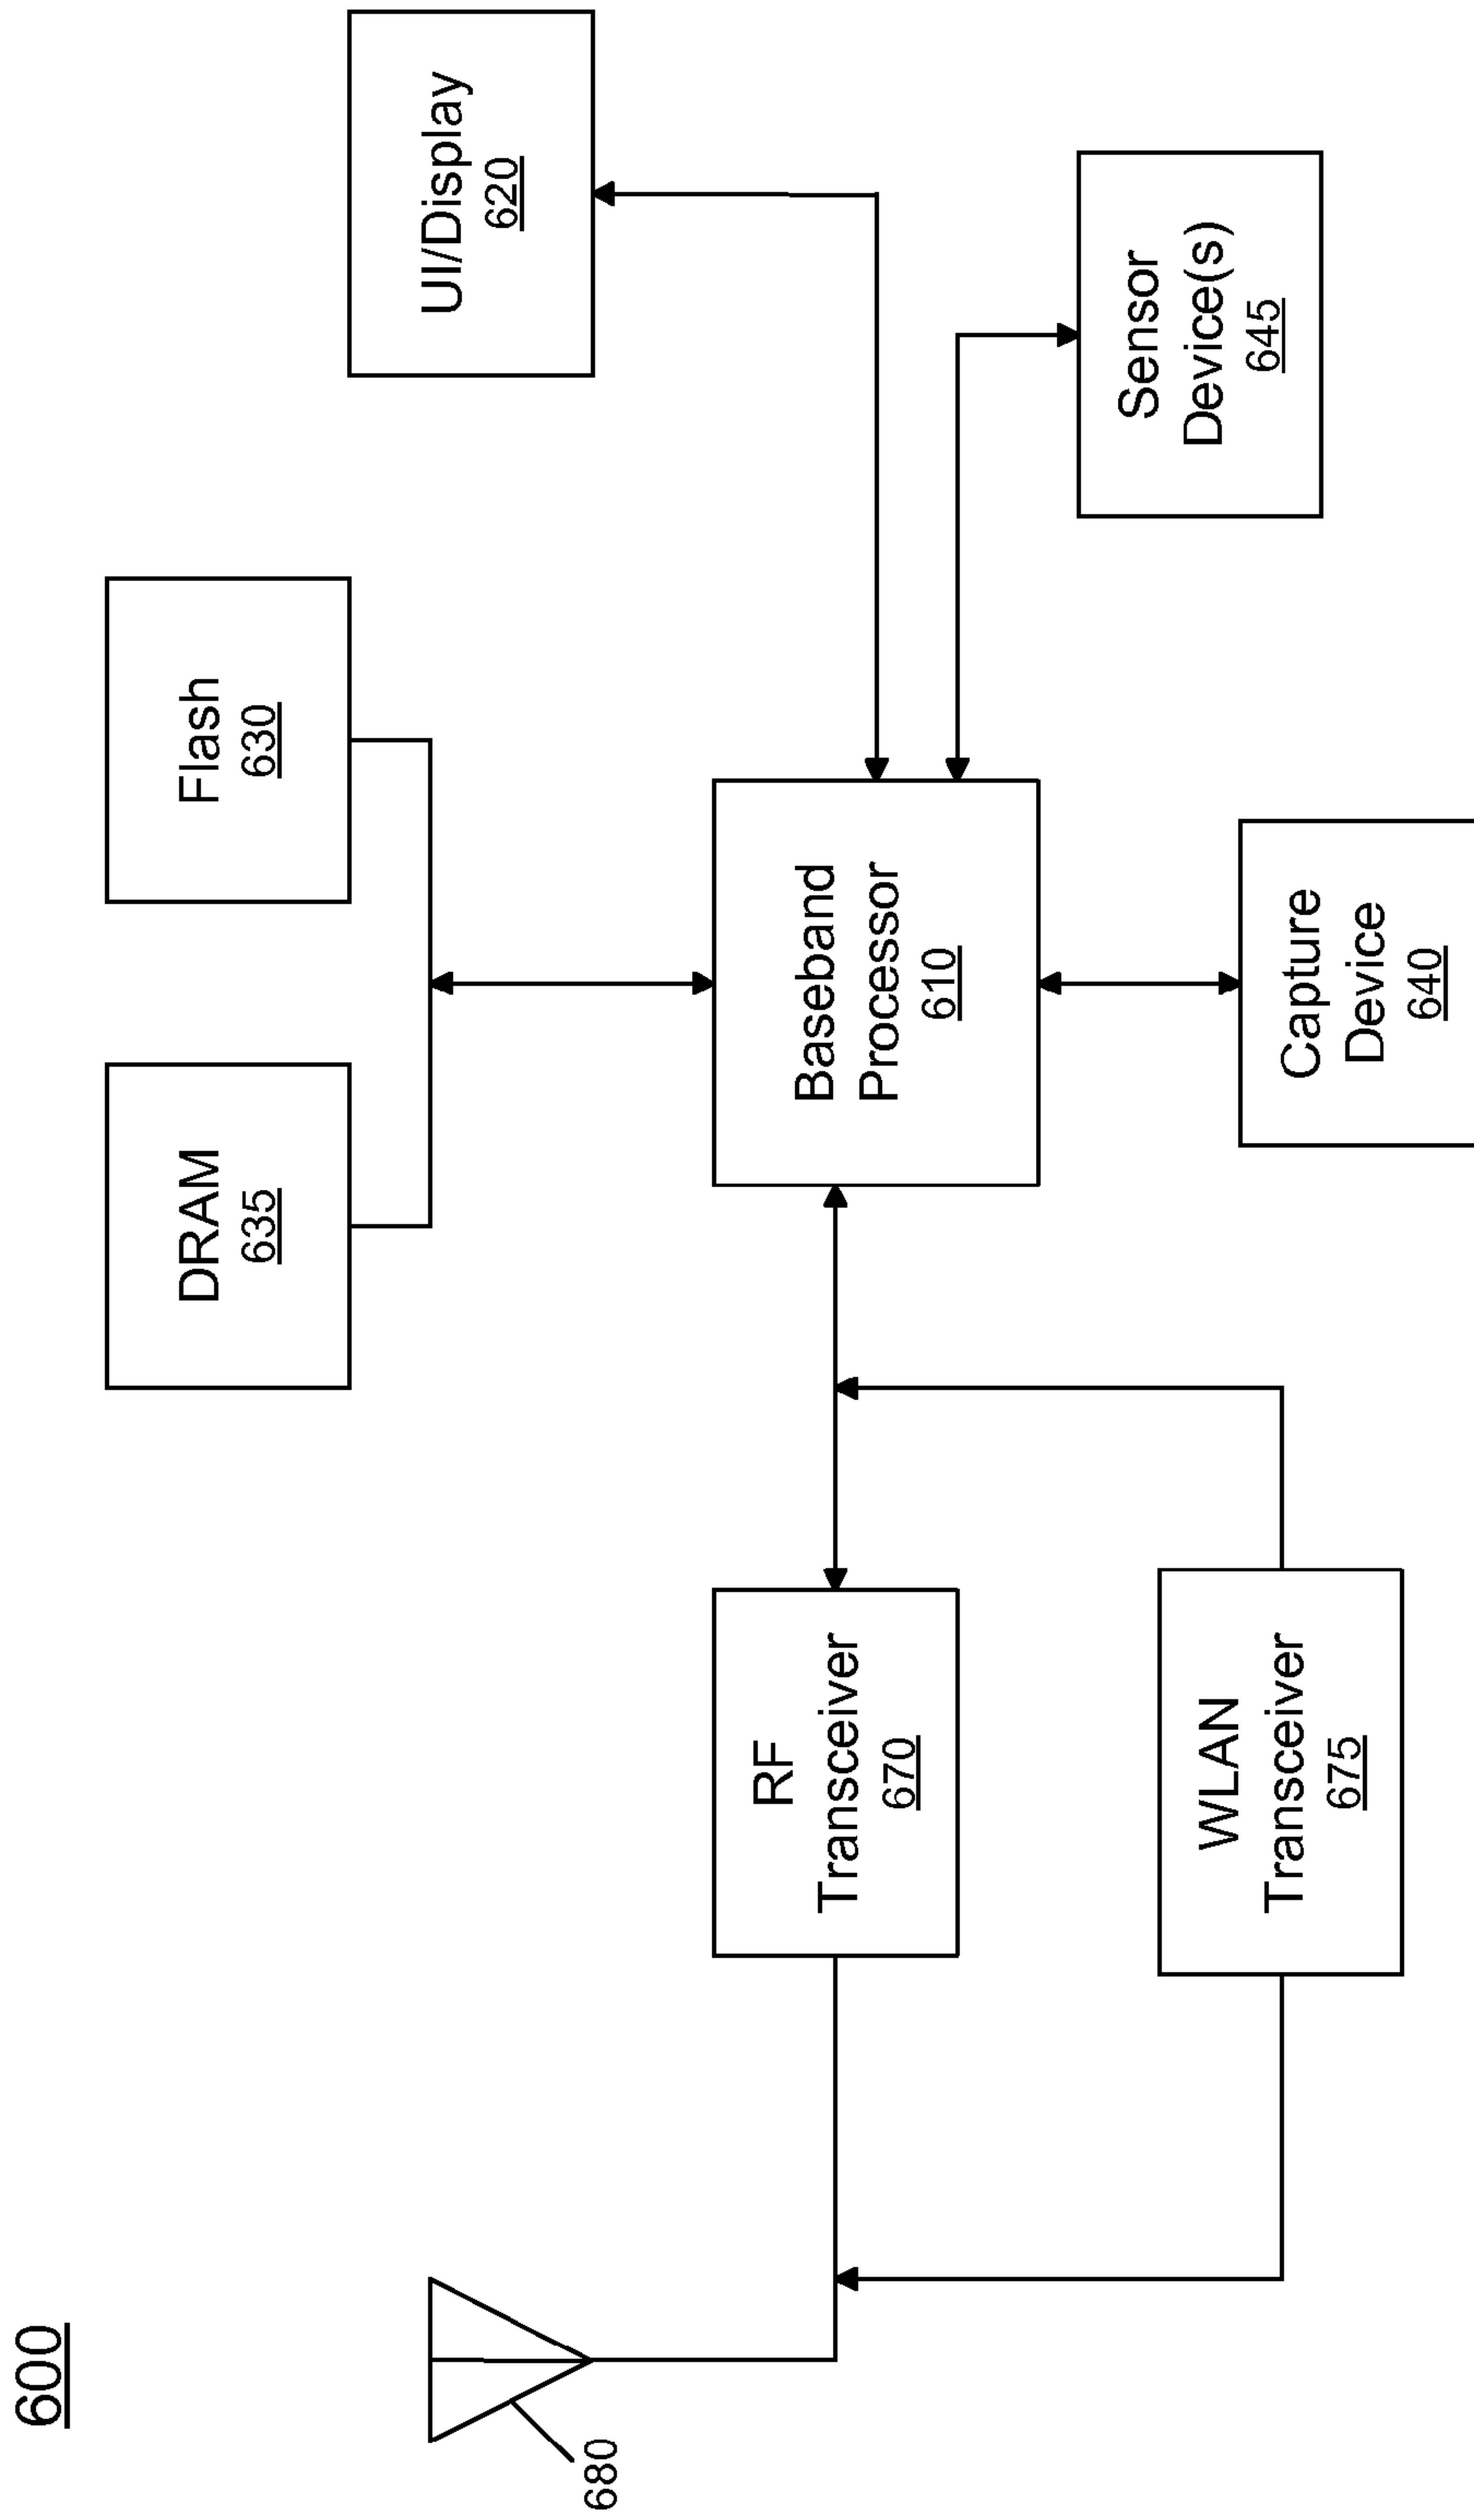 600
680
DRAM
635
Flash
630
UI/Display
620
RF
Transceiver
670
Baseband
Processor
610
WLAN
Transceiver
675
Capture
Device
640
Sensor
Device(s)
645